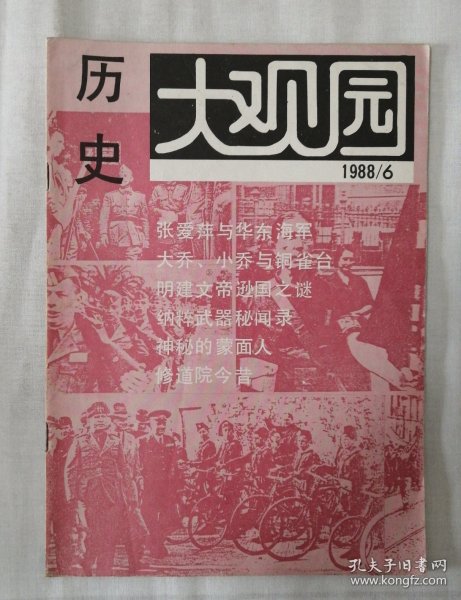 历史
大观园
1988/6
张爱萍与华东海军
大乔、小乔与铜雀台
明建文帝逊国之谜
纳粹武器秘闻录
神秘的蒙面人
修道院今昔
孔夫子旧书网
www.kongfz.com